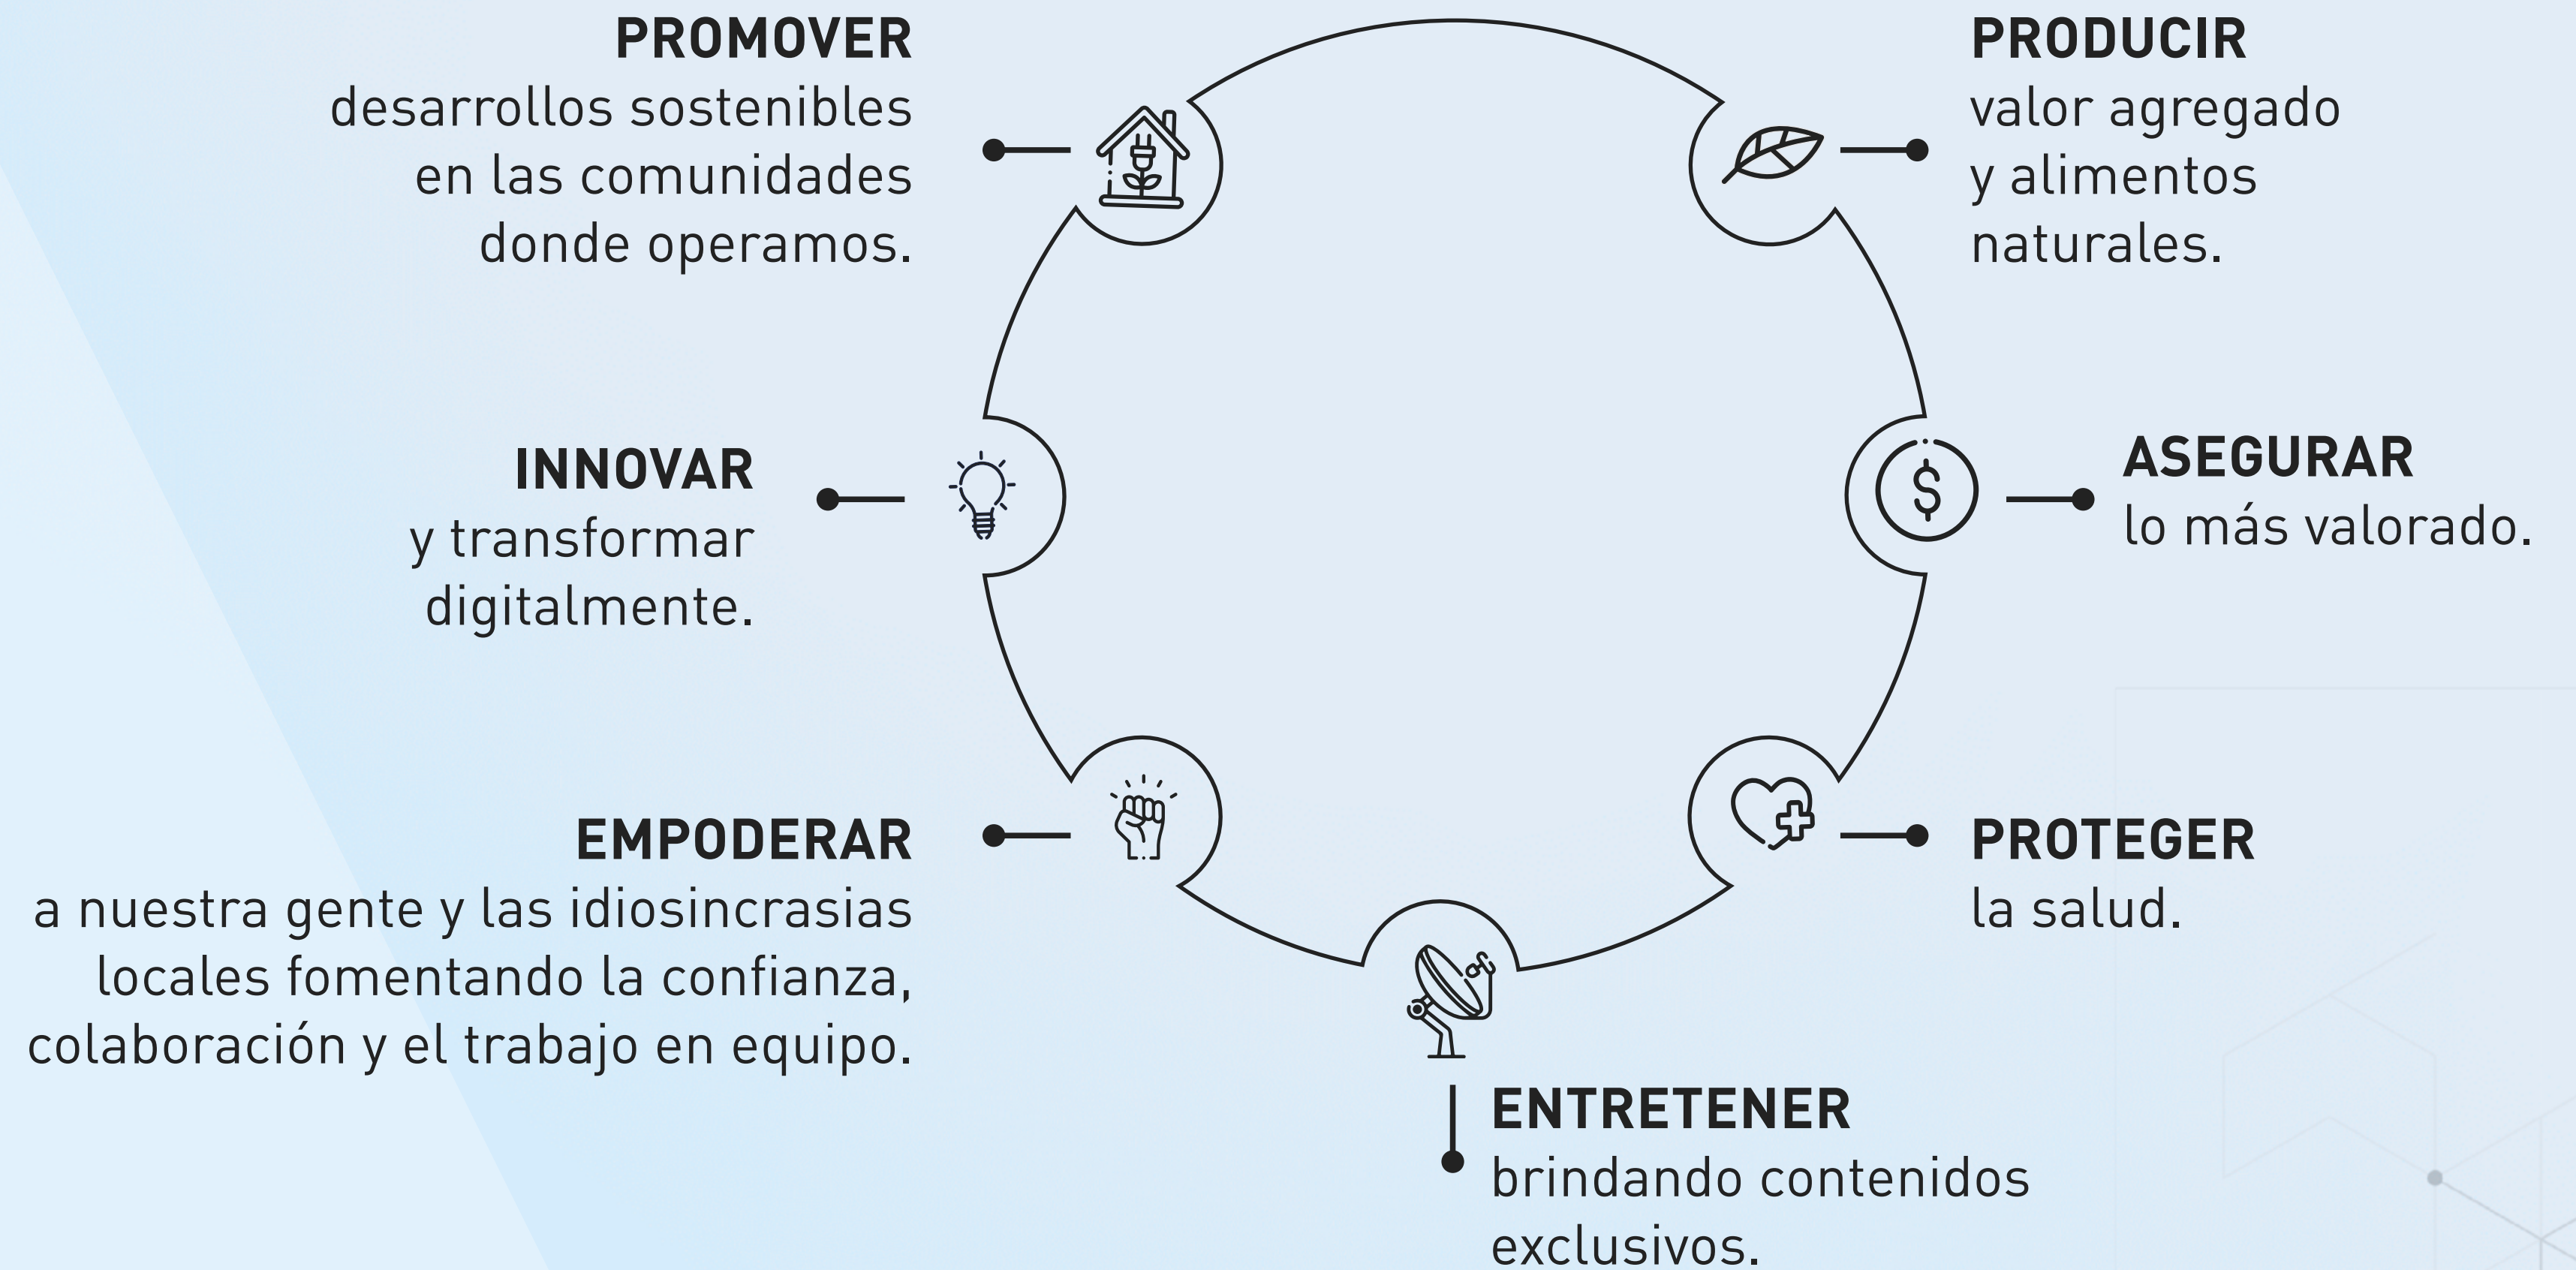 PROMOVER
desarrollos sostenibles
en las comunidades
donde operamos.
PRODUCIR
valor agregado
y alimentos
naturales.
INNOVAR
y transformar
digitalmente.
ASEGURAR
lo más valorado.
EMPODERAR
a nuestra gente y las idiosincrasias
locales fomentando la confianza,
colaboración y el trabajo en equipo.
PROTEGER
la salud.
ENTRETENER
brindando contenidos
exclusivos.
$